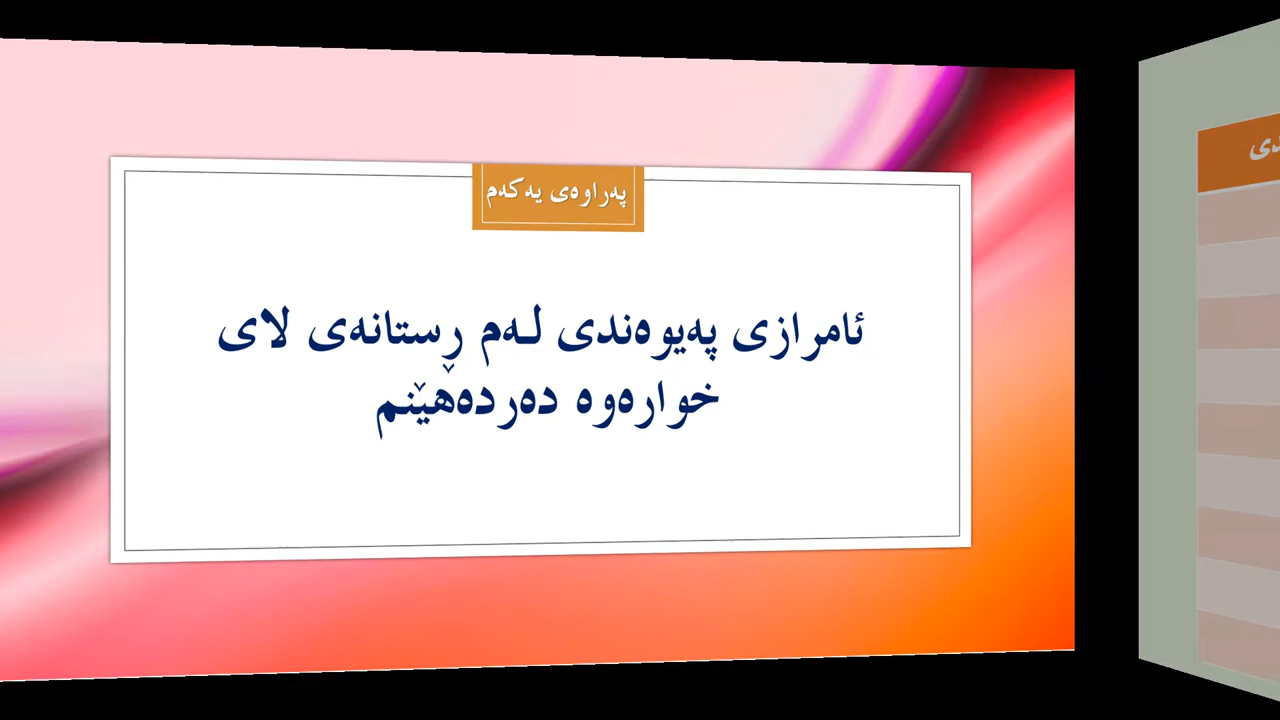 پەراوەی یەکەم
ئامرازی پەیوەندی لەم ڕستانەی لای
خوارەوە دەردەهێنم